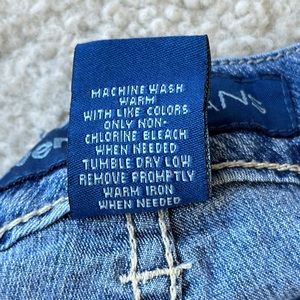 MACHINE WASH
WARM
WITH LIKE COLORS
ONLY NON-
CHLORINE BLEACH
WHEN NEEDED
TUMBLE DRY LOW
REMOVE PROMPTLY
WARM IRON
WHEN NEEDED